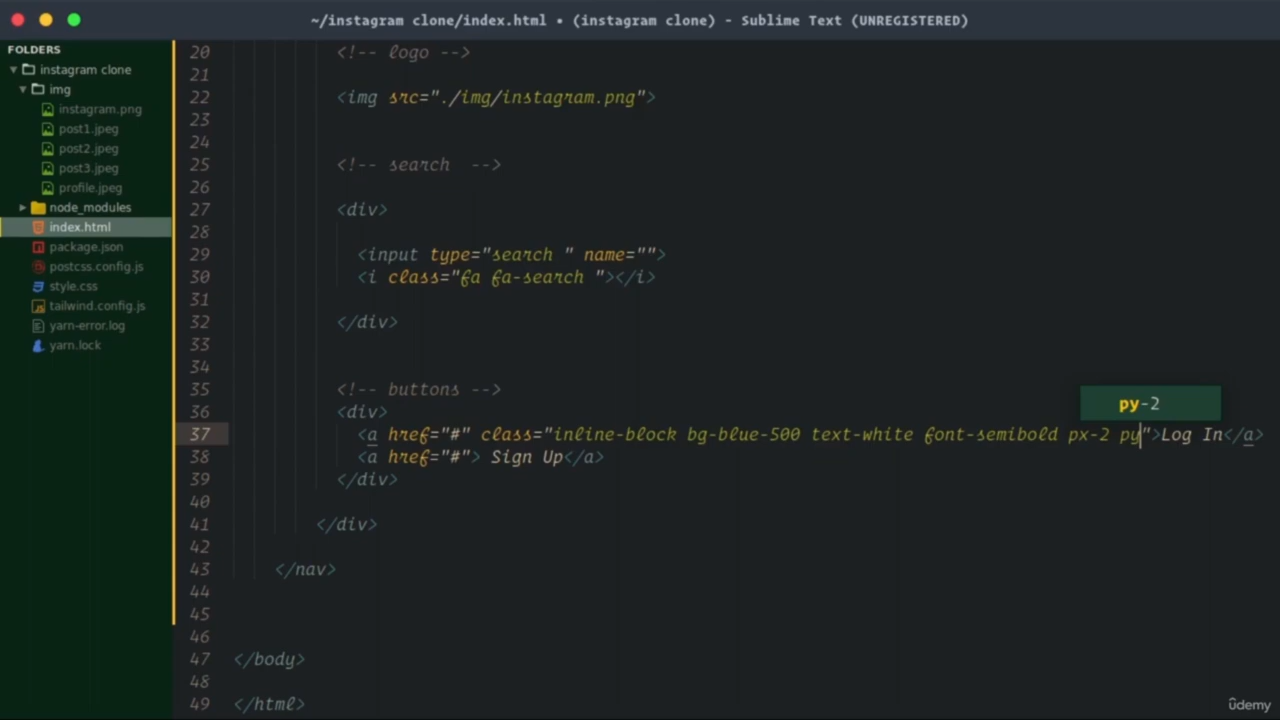 ~/instagram clone/index.html • (instagram clone) - Sublime Text (UNREGISTERED)
FOLDERS
instagram clone
img
instagram.png
post1.jpeg
post2.jpeg
post3.jpeg
profile.jpeg
node_modules
index.html
package.json
postcss.config.js
style.css
tailwind.config.js
yarn-error.log
yarn.lock
20 <!-- logo -->
21
22 <img src="./img/instagram.png">
23
24
25 <!-- search  -->
26
27 <div>
28
29 <input type="search " name="">
30 <i class="fa fa-search "></i>
31
32 </div>
33
34
35 <!-- buttons -->
36 <div>
py-2
37 <a href="#" class="inline-block bg-blue-500 text-white font-semibold px-2 py">Log In</a>
38 <a href="#"> Sign Up</a>
39 </div>
40
41 </div>
42
43 </nav>
44
45
46
47 </body>
48
49 </html>
ûdemy